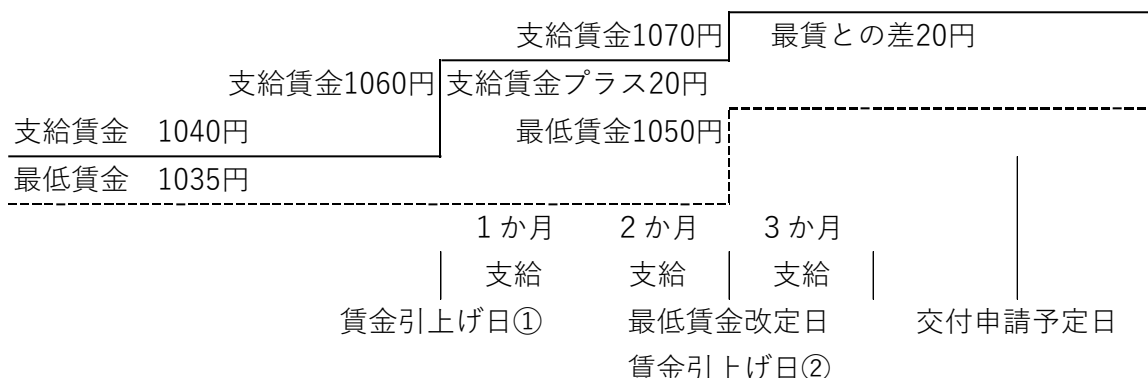 支給賃金1070円　最賃との差20円
支給賃金1060円 支給賃金プラス20円
支給賃金　1040円　最低賃金1050円
最低賃金　1035円
１か月　２か月　３か月
支給　支給　支給
賃金引上げ日①　最低賃金改定日　交付申請予定日
賃金引上げ日②